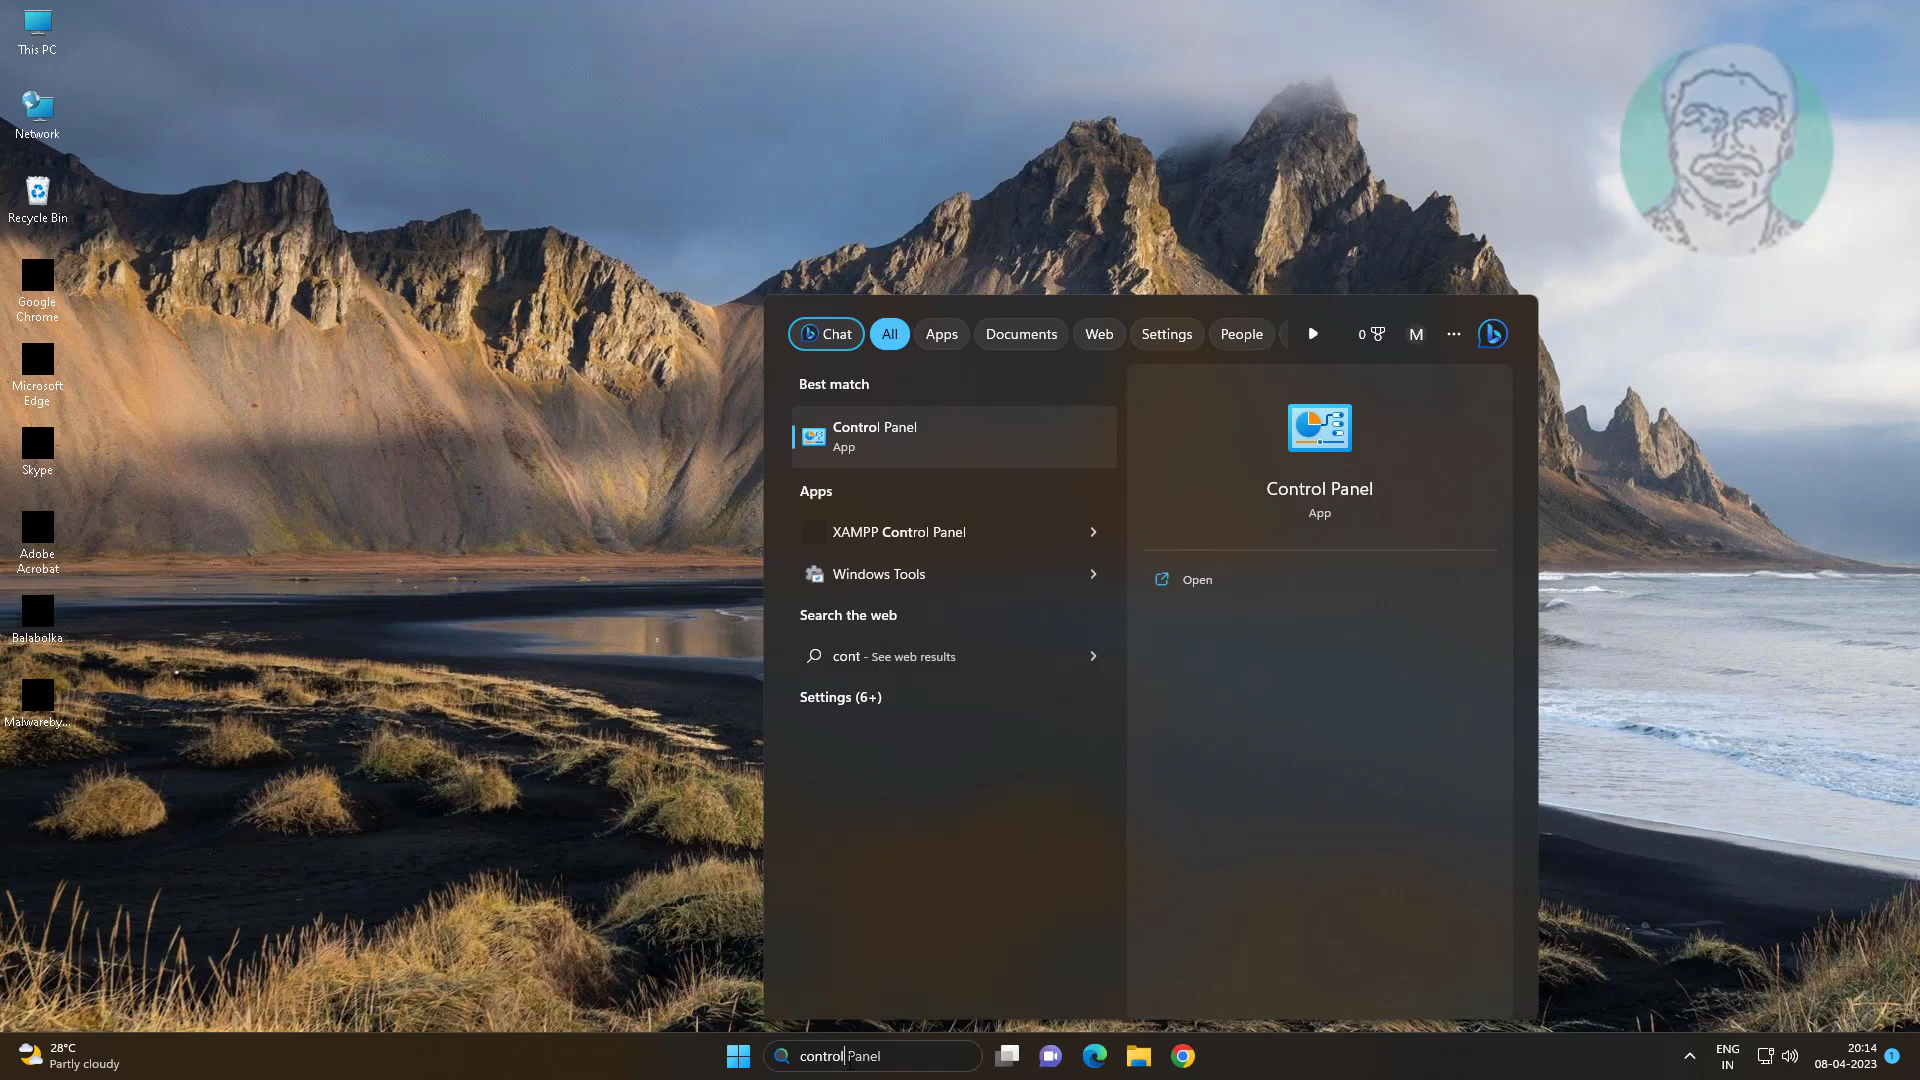 This PC
Network
Recycle Bin
Google
Chrome
Microsoft
Edge
Skype
Adobe
Acrobat
Balabolka
Malwareby...
Chat
All
Apps
Documents
Web
Settings
People
0
M
Best match
Control Panel
App
Apps
XAMPP Control Panel
Windows Tools
Search the web
cont - See web results
Settings (6+)
Control Panel
App
Open
28°C
Partly cloudy
control Panel
ENG
IN
20:14
08-04-2023
1